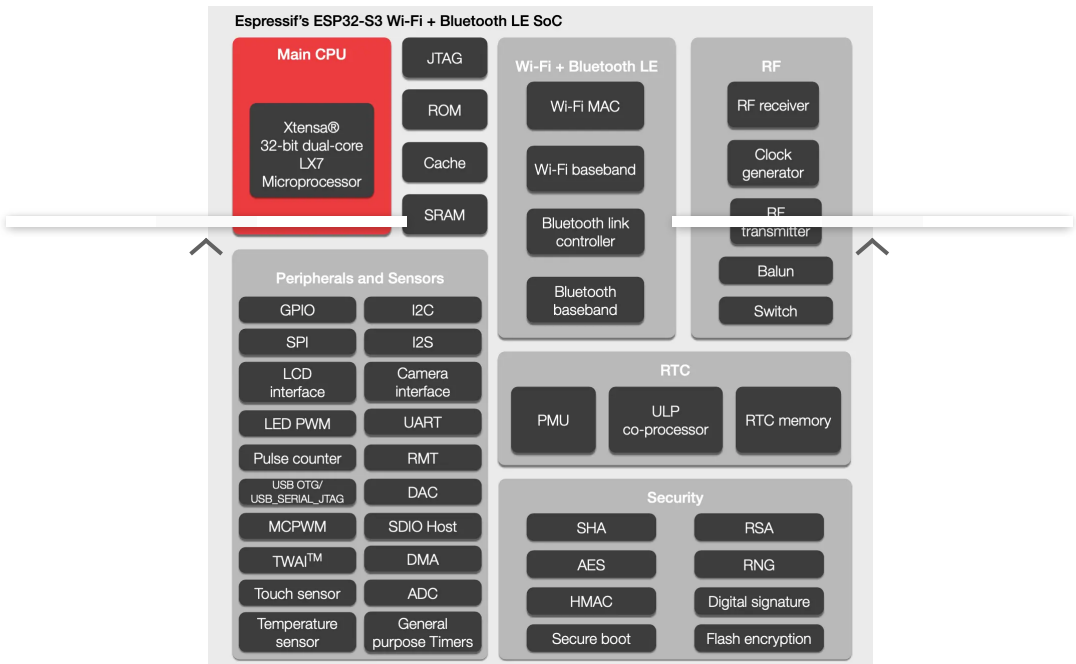 Espressif's ESP32-S3 Wi-Fi + Bluetooth LE SoC
Main CPU
Xtensa®
32-bit dual-core
LX7
Microprocessor
JTAG
ROM
Cache
SRAM
Wi-Fi + Bluetooth LE
Wi-Fi MAC
Wi-Fi baseband
Bluetooth link
controller
Bluetooth
baseband
RF
RF receiver
Clock
generator
RF
transmitter
Balun
Switch
Peripherals and Sensors
GPIO
I2C
SPI
I2S
LCD
interface
Camera
interface
LED PWM
UART
Pulse counter
RMT
USB OTG/
USB_SERIAL_JTAG
DAC
MCPWM
SDIO Host
TWAI™
DMA
Touch sensor
ADC
Temperature
sensor
General
purpose Timers
RTC
PMU
ULP
co-processor
RTC memory
Security
SHA
RSA
AES
RNG
HMAC
Digital signature
Secure boot
Flash encryption